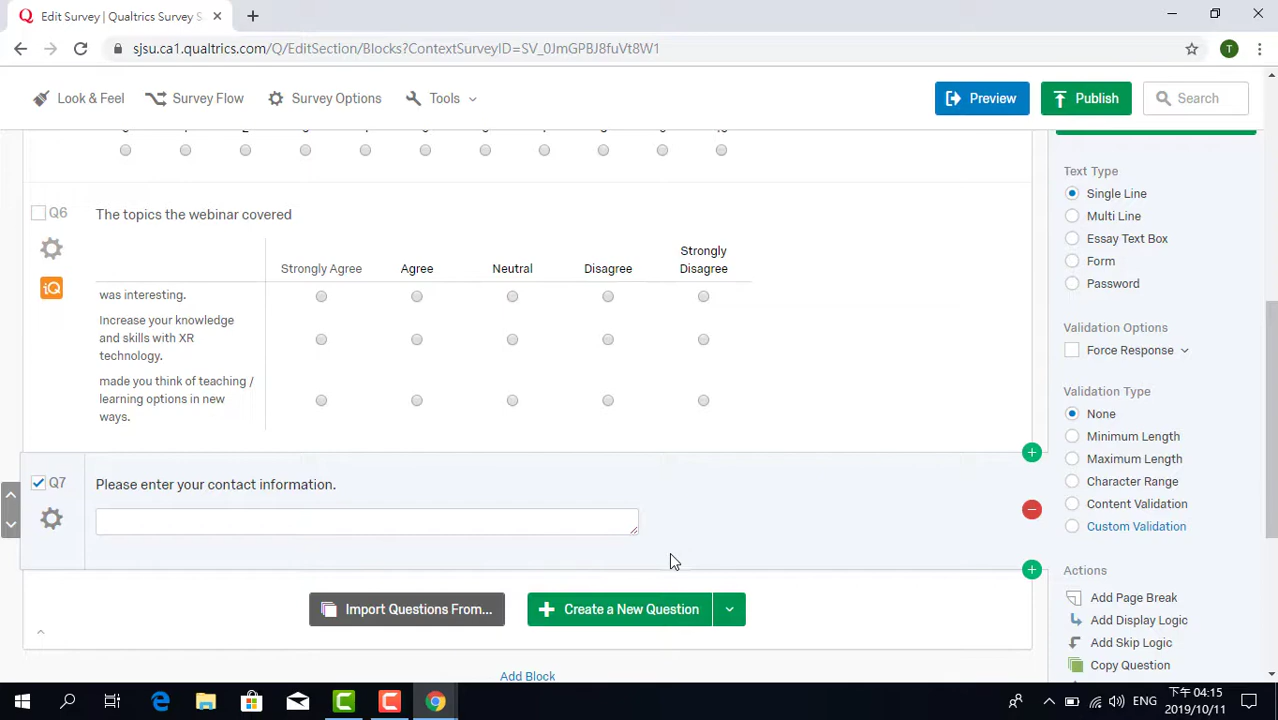 Edit Survey | Qualtrics Survey S
sjsu.ca1.qualtrics.com/Q/EditSection/Blocks?ContextSurveyID=SV_0JmGPBJ8fuVt8W1
T
Look & Feel
Survey Flow
Survey Options
Tools
Preview
Publish
Search
Q6
The topics the webinar covered
Strongly Agree
Agree
Neutral
Disagree
Strongly
Disagree
iQ
was interesting.
Increase your knowledge
and skills with XR
technology.
made you think of teaching /
learning options in new
ways.
Q7
Please enter your contact information.
Import Questions From...
Create a New Question
Add Block
Text Type
Single Line
Multi Line
Essay Text Box
Form
Password
Validation Options
Force Response
Validation Type
None
Minimum Length
Maximum Length
Character Range
Content Validation
Custom Validation
Actions
Add Page Break
Add Display Logic
Add Skip Logic
Copy Question
ENG
下午 04:15
2019/10/11